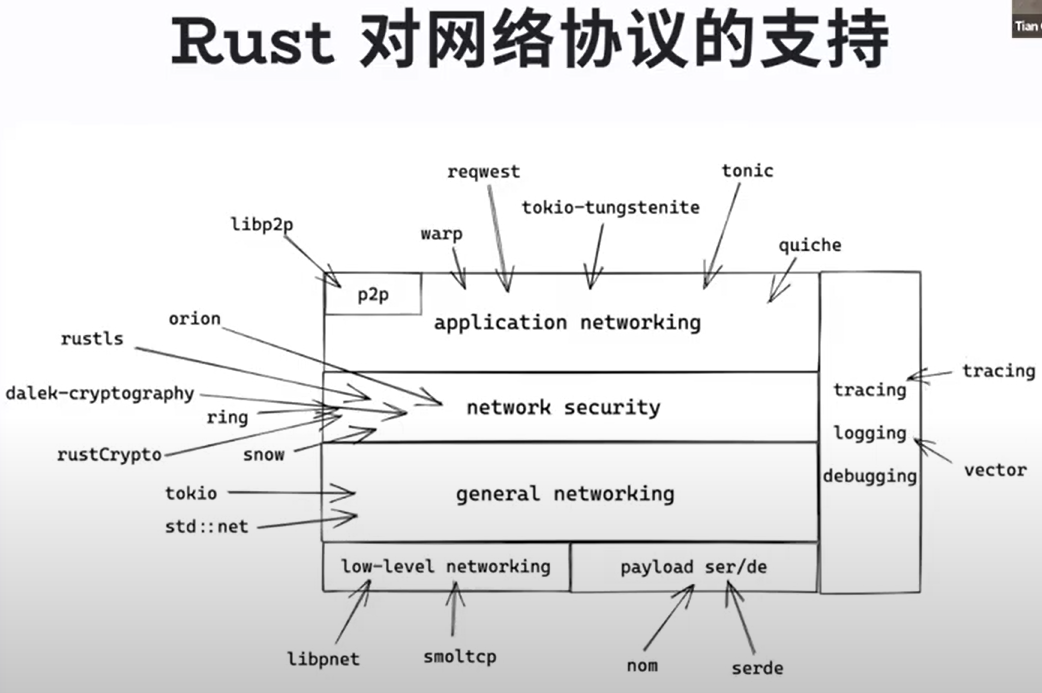 Rust 对网络协议的支持
Tian
reqwest
tonic
tokio-tungstenite
libp2p
warp
quiche
p2p
application networking
orion
rustls
dalek-cryptography
ring
rustCrypto
snow
network security
tracing
tracing
logging
vector
debugging
tokio
std::net
general networking
low-level networking
payload ser/de
libpnet
smoltcp
nom
serde